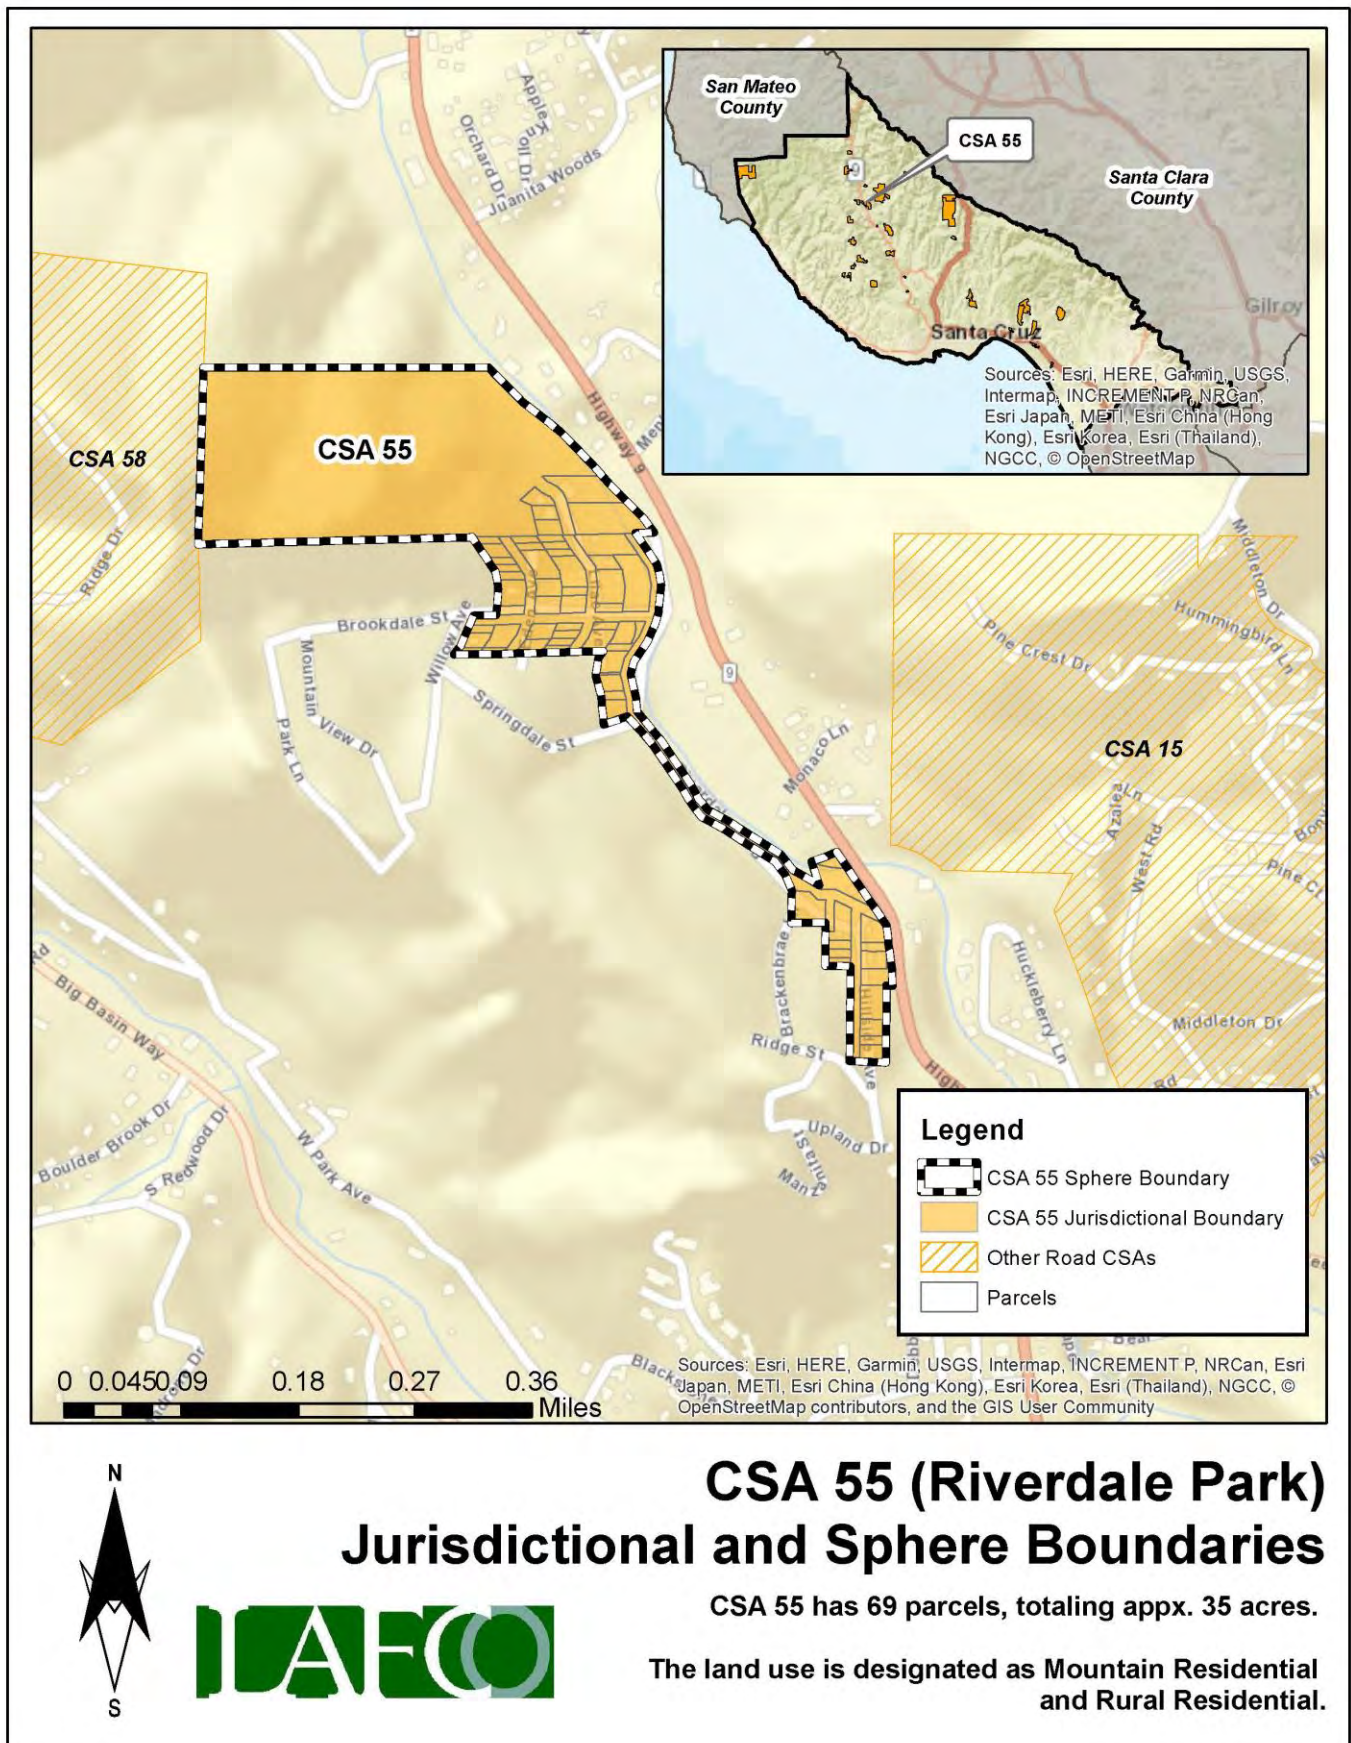 Apple Knoll Dr
Orchard Dr
Juanita Woods
San Mateo
County
CSA 55
9
Santa Clara
County
Gilroy
Santa Cruz
Sources: Esri, HERE, Garmin, USGS,
Intermap, INCREMENT P, NRCan,
Esri Japan, METI, Esri China (Hong
Kong), Esri Korea, Esri (Thailand),
NGCC, © OpenStreetMap
Highway 9
CSA 58
CSA 55
Ridge Dr
Middleton Dr
Hummingbird Ln
Pine Crest Dr
Brookdale St
Willow Ave
Mountain
View Dr
Park Ln
Springdale St
9
Monaco Ln
CSA 15
Azalea Ln
West Rd
Pine
Brackenbrae
Huckleberry Ln
Middleton Dr
Ridge St
Ave
Rd
Rd
Big Basin Way
Upland Dr
Boulder Brook Dr
S Redwood Dr
W Park Ave
Legend
CSA 55 Sphere Boundary
CSA 55 Jurisdictional Boundary
Other Road CSAs
Parcels
Sources: Esri, HERE, Garmin, USGS, Intermap, INCREMENT P, NRCan, Esri
Japan, METI, Esri China (Hong Kong), Esri Korea, Esri (Thailand), NGCC, ©
OpenStreetMap contributors, and the GIS User Community
0 0.045 0.09 0.18 0.27 0.36
Miles
N
S
LAFCO
CSA 55 (Riverdale Park)
Jurisdictional and Sphere Boundaries
CSA 55 has 69 parcels, totaling appx. 35 acres.
The land use is designated as Mountain Residential
and Rural Residential.